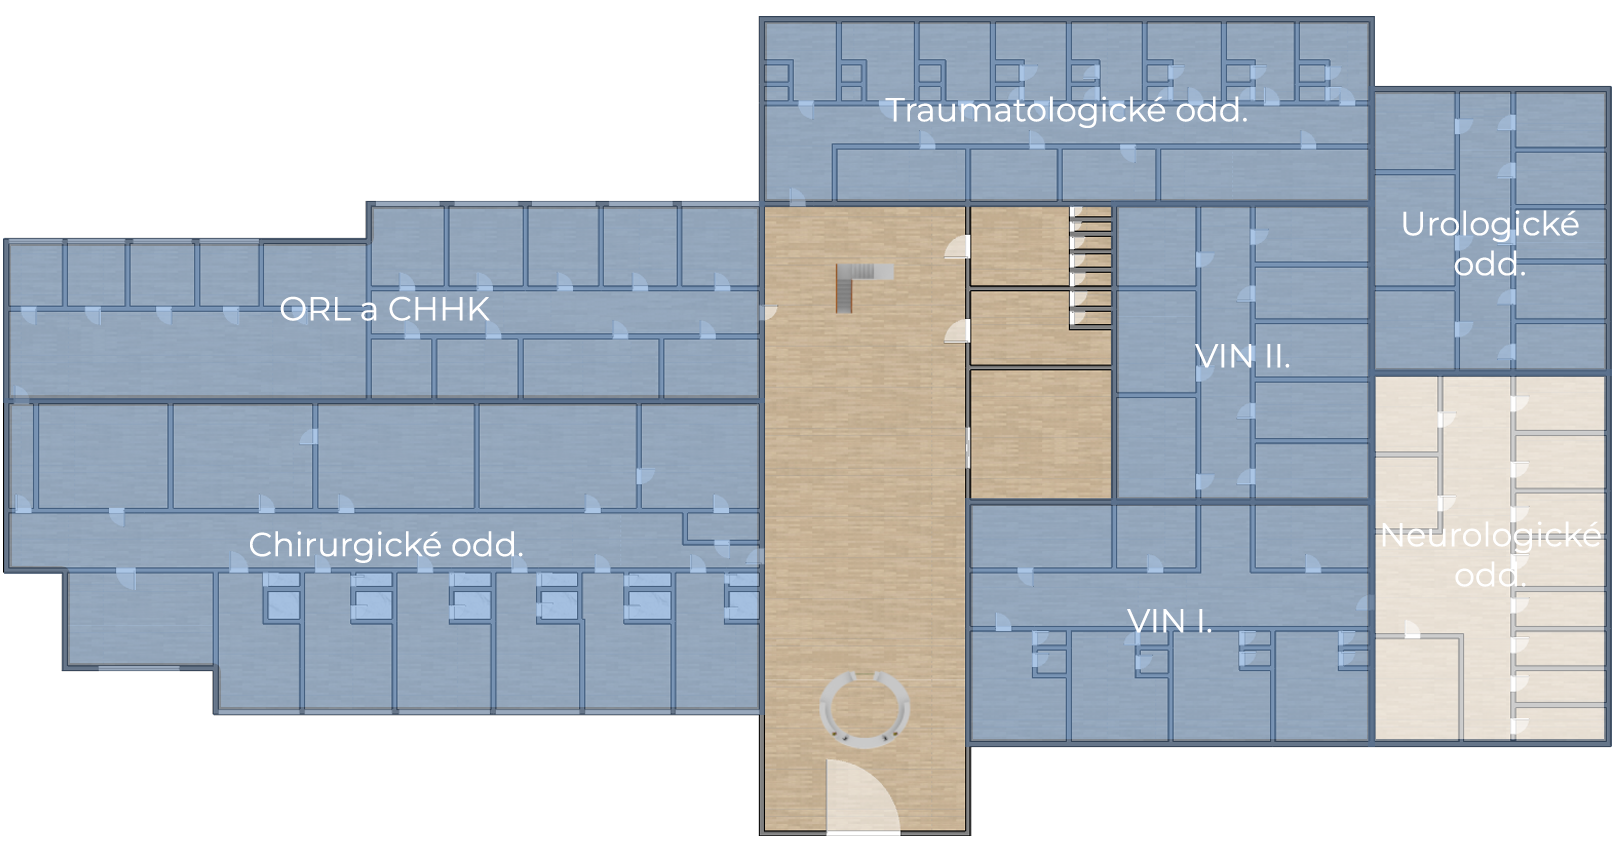 Traumatologické odd.
Urologické
odd.
ORL a CHHK
VIN II.
Chirurgické odd.
Neurologické
odd.
VIN I.